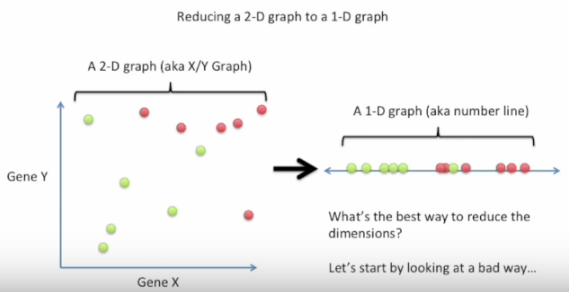 Reducing a 2-D graph to a 1-D graph
A 2-D graph (aka X/Y Graph)
A 1-D graph (aka number line)
Gene Y
Gene X
What's the best way to reduce the
dimensions?
Let's start by looking at a bad way...